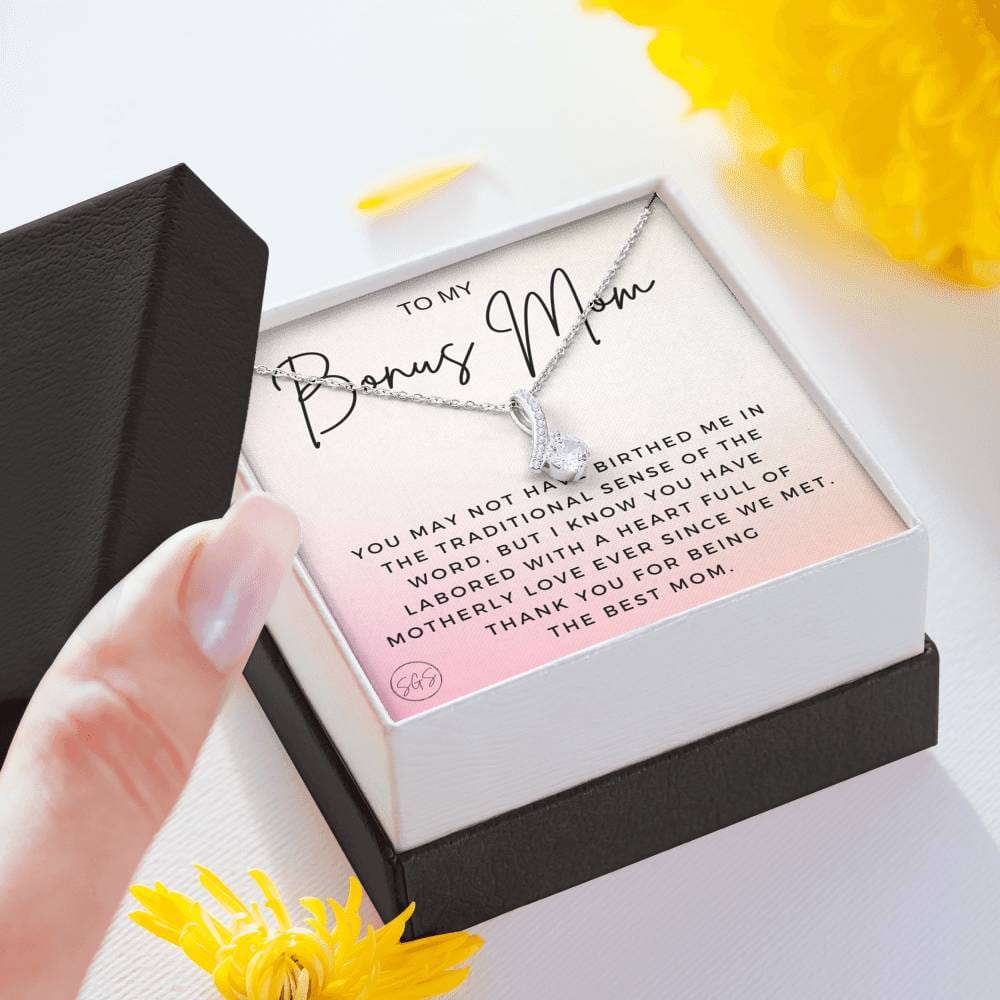 TO MY
Bonus Mom
YOU MAY NOT HAVE BIRTHED ME IN
THE TRADITIONAL SENSE OF THE
WORD, BUT I KNOW YOU HAVE
LABORED WITH A HEART FULL OF
MOTHERLY LOVE EVER SINCE WE MET.
THANK YOU FOR BEING
THE BEST MOM.
SGS